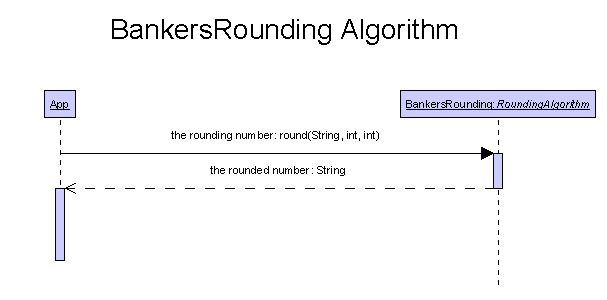 BankersRounding Algorithm
App
BankersRounding: RoundingAlgorithm
the rounding number: round(String, int, int)
the rounded number: String